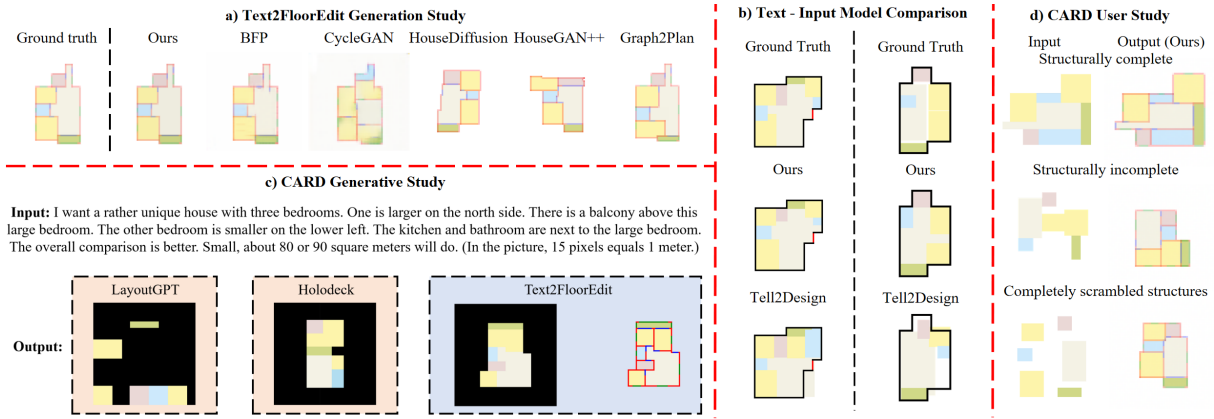 a) Text2FloorEdit Generation Study
Ground truth
Ours
BFP
CycleGAN
HouseDiffusion
HouseGAN++
Graph2Plan
c) CARD Generative Study
Input: I want a rather unique house with three bedrooms. One is larger on the north side. There is a balcony above this
large bedroom. The other bedroom is smaller on the lower left. The kitchen and bathroom are next to the large bedroom.
The overall comparison is better. Small, about 80 or 90 square meters will do. (In the picture, 15 pixels equals 1 meter.)
Output:
LayoutGPT
Holodeck
Text2FloorEdit
b) Text - Input Model Comparison
Ground Truth
Ground Truth
Ours
Ours
Tell2Design
Tell2Design
d) CARD User Study
Input
Output (Ours)
Structurally complete
Structurally incomplete
Completely scrambled structures